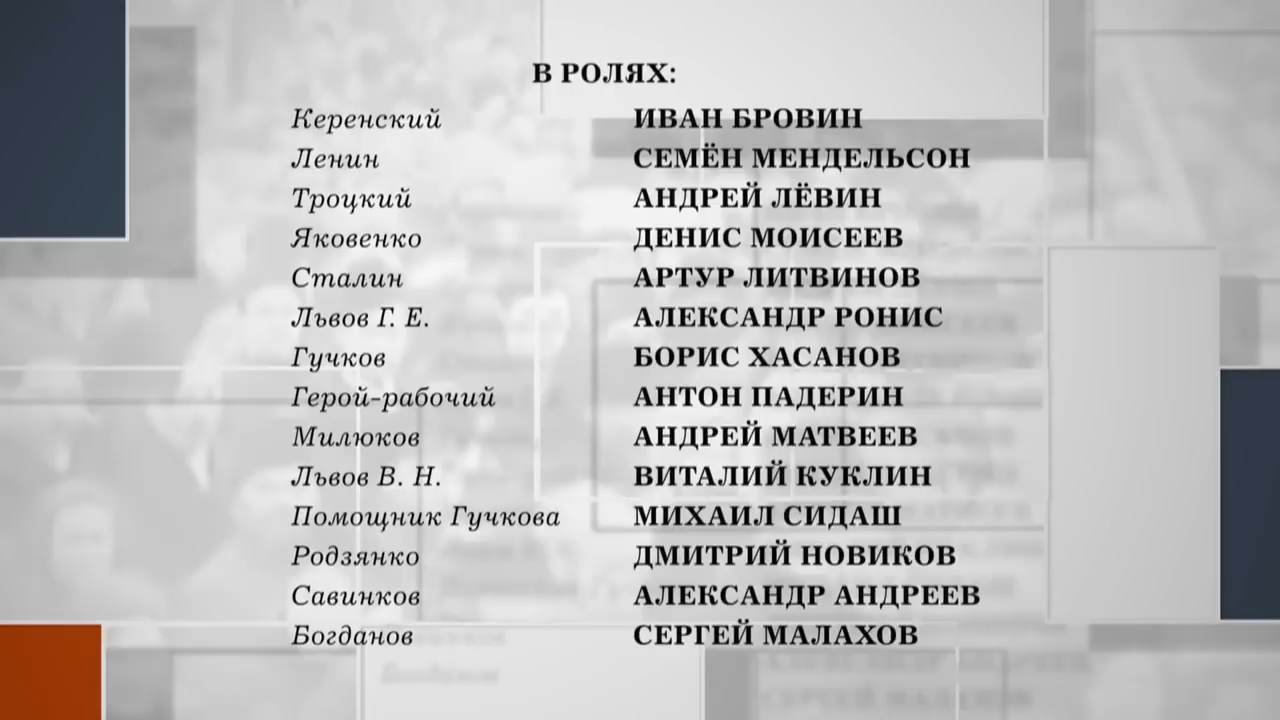 В РОЛЯХ:
Керенский ИВАН БРОВИН
Ленин СЕМЁН МЕНДЕЛЬСОН
Троцкий АНДРЕЙ ЛЁВИН
Яковенко ДЕНИС МОИСЕЕВ
Сталин АРТУР ЛИТВИНОВ
Львов Г. Е. АЛЕКСАНДР РОНИС
Гучков БОРИС ХАСАНОВ
Герой-рабочий АНТОН ПАДЕРИН
Милюков АНДРЕЙ МАТВЕЕВ
Львов В. Н. ВИТАЛИЙ КУКЛИН
Помощник Гучкова МИХАИЛ СИДАШ
Родзянко ДМИТРИЙ НОВИКОВ
Савинков АЛЕКСАНДР АНДРЕЕВ
Богданов СЕРГЕЙ МАЛАХОВ